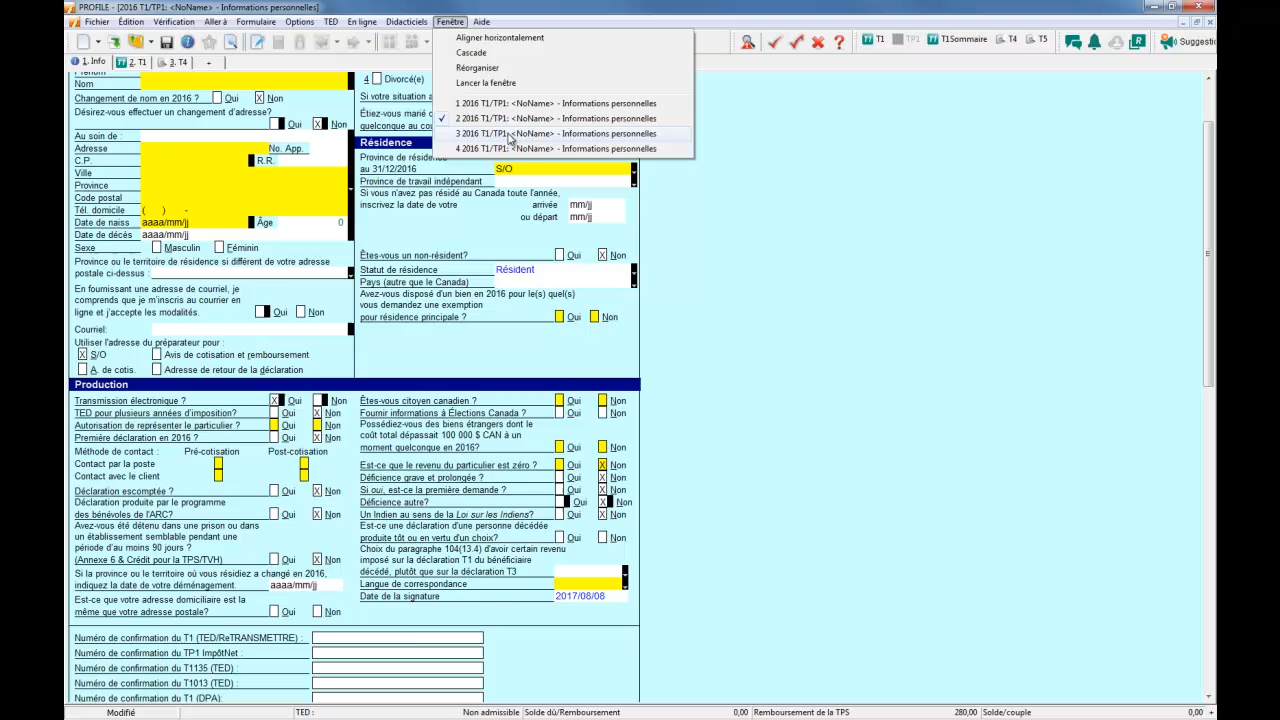 PROFILE - [2016 T1/TP1: <NoName> - Informations personnelles]
Fichier Édition Vérification Aller à Formulaire Options TED En ligne Didacticiels Fenêtre Aide
T1 TP1 T1Sommaire T4 T5 Suggestio
1. Info 2. T1 3. T4 +
Aligner horizontalement
Cascade
Réorganiser
Lancer la fenêtre
1 2016 T1/TP1: <NoName> - Informations personnelles
2 2016 T1/TP1: <NoName> - Informations personnelles
3 2016 T1/TP1: <NoName> - Informations personnelles
4 2016 T1/TP1: <NoName> - Informations personnelles
Prénom
Nom
Changement de nom en 2016 ? Oui X Non
Désirez-vous effectuer un changement d'adresse?
Oui X Non
Au soin de :
Adresse No. App.
C.P. R.R.
Ville
Province
Code postal
Tél. domicile ( ) -
Date de naiss aaaa/mm/jj Âge 0
Date de décés aaaa/mm/jj
Sexe Masculin Féminin
Province ou le territoire de résidence si différent de votre adresse
postale ci-dessus :
En fournissant une adresse de courriel, je
comprends que je m'inscris au courrier en
ligne et j'accepte les modalités. Oui Non
Courriel:
Utiliser l'adresse du préparateur pour :
X S/O Avis de cotisation et remboursement
A. de cotis. Adresse de retour de la déclaration
4 Divorcé(e)
Si votre situation a
Étiez-vous marié c
quelconque au cou
Résidence
Province de résidence
au 31/12/2016 S/O
Province de travail indépendant
Si vous n'avez pas résidé au Canada toute l'année,
inscrivez la date de votre arrivée mm/jj
ou départ mm/jj
Êtes-vous un non-résident? Oui X Non
Statut de résidence Résident
Pays (autre que le Canada)
Avez-vous disposé d'un bien en 2016 pour le(s) quel(s)
vous demandez une exemption
pour résidence principale ? Oui Non
Production
Transmission électronique ? X Oui Non
TED pour plusieurs années d'imposition? Oui X Non
Autorisation de représenter le particulier ? Oui Non
Première déclaration en 2016 ? Oui X Non
Méthode de contact : Pré-cotisation Post-cotisation
Contact par la poste
Contact avec le client
Déclaration escomptée ? Oui X Non
Déclaration produite par le programme
des bénévoles de l'ARC? Oui X Non
Avez-vous été détenu dans une prison ou dans
un établissement semblable pendant une
période d'au moins 90 jours ?
(Annexe 6 & Crédit pour la TPS/TVH) Oui X Non
Si la province ou le territoire où vous résidiez a changé en 2016,
indiquez la date de votre déménagement. aaaa/mm/jj
Est-ce que votre adresse domiciliaire est la
même que votre adresse postale? Oui Non
Êtes-vous citoyen canadien ? Oui Non
Fournir informations à Élections Canada ? Oui Non
Possédiez-vous des biens étrangers dont le
coût total dépassait 100 000 $ CAN à un
moment quelconque en 2016? Oui Non
Est-ce que le revenu du particulier est zéro ? Oui X Non
Déficience grave et prolongée ? Oui X Non
Si oui, est-ce la première demande ? Oui X Non
Déficience autre? Oui X Non
Un Indien au sens de la Loi sur les Indiens? Oui X Non
Est-ce une déclaration d'une personne décédée
produite tôt ou en vertu d'un choix? Oui Non
Choix du paragraphe 104(13.4) d'avoir certain revenu
imposé sur la déclaration T1 du bénéficiaire
décédé, plutôt que sur la déclaration T3
Langue de correspondance
Date de la signature 2017/08/08
Numéro de confirmation du T1 (TED/ReTRANSMETTRE) :
Numéro de confirmation du TP1 ImpôtNet :
Numéro de confirmation du T1135 (TED) :
Numéro de confirmation du T1013 (TED) :
Numéro de confirmation du T1 (DPA):
Modifié TED : Non admissible Solde dû/Remboursement 0,00 Remboursement de la TPS 280,00 Solde/couple 0,00